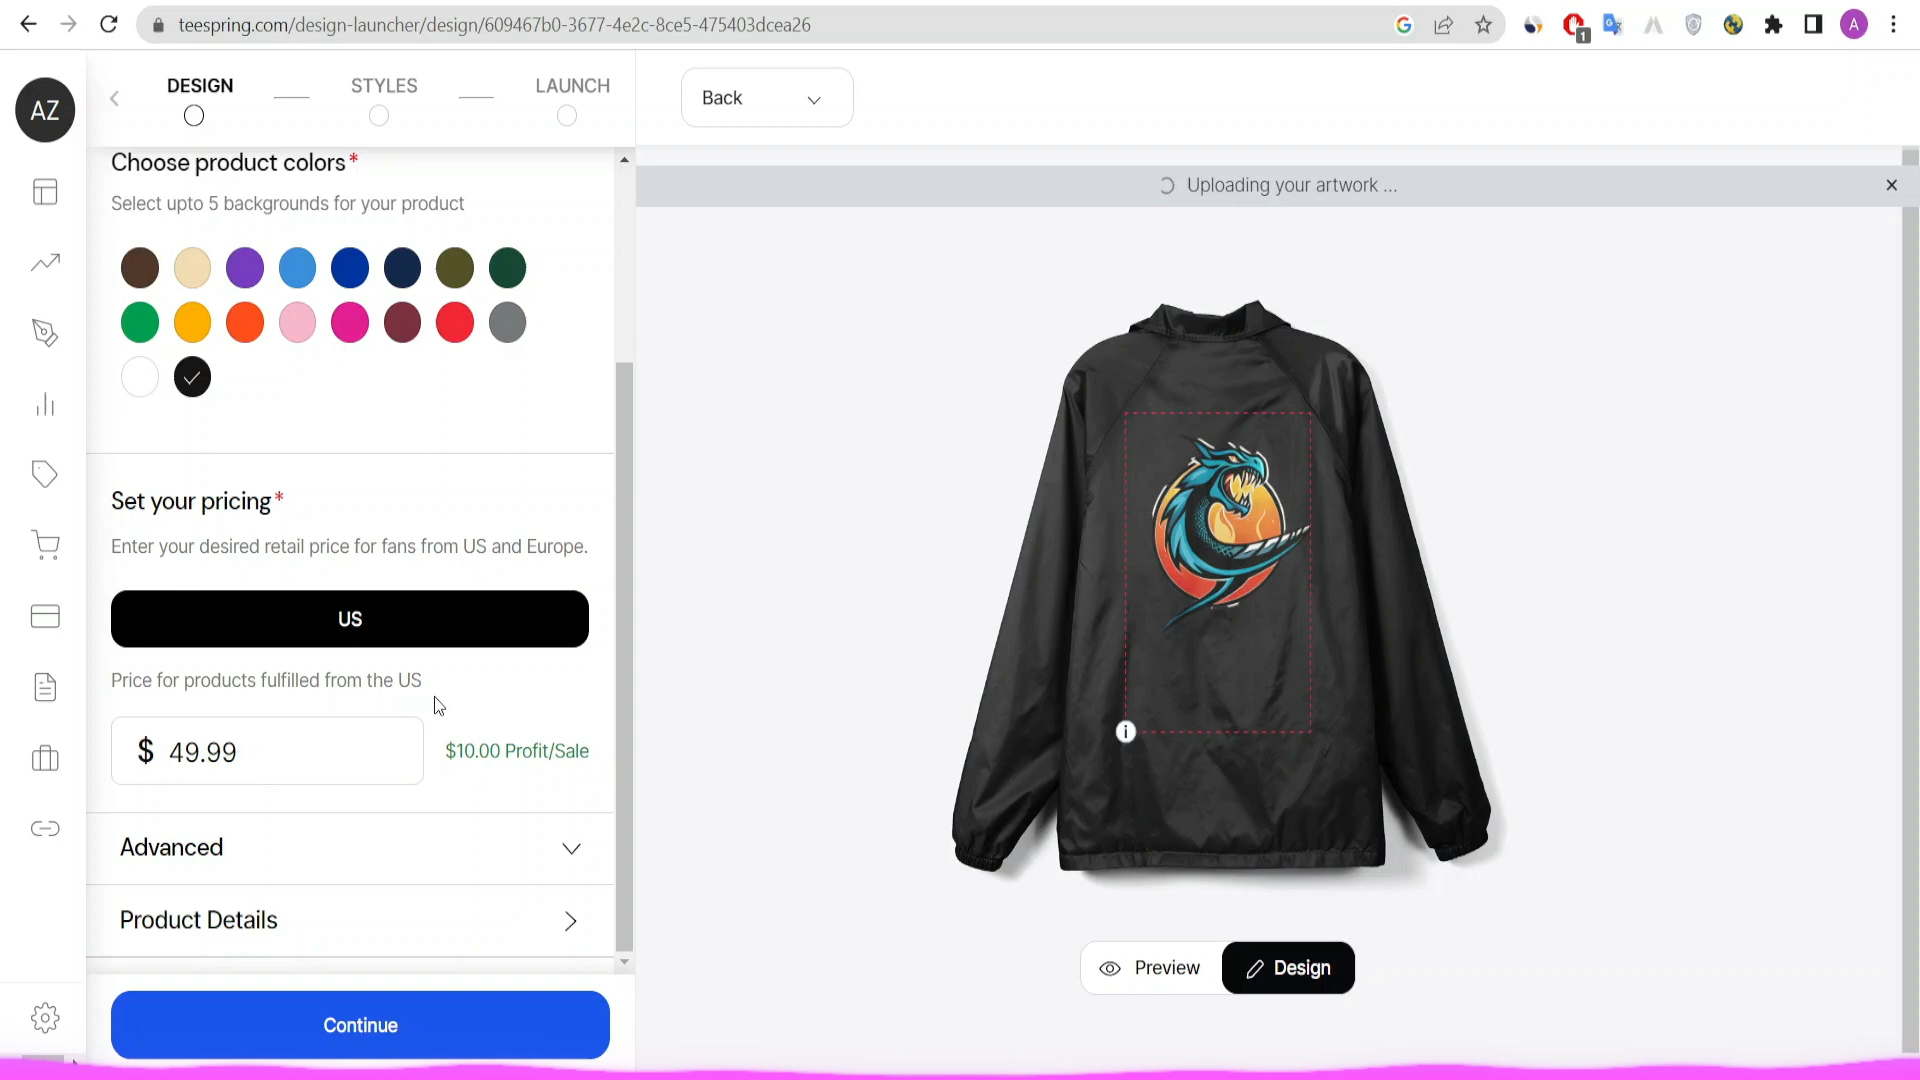 teespring.com/design-launcher/design/609467b0-3677-4e2c-8ce5-475403dcea26
1
A
AZ
DESIGN
STYLES
LAUNCH
Back
Choose product colors*
Select upto 5 backgrounds for your product
Uploading your artwork ...
Set your pricing*
Enter your desired retail price for fans from US and Europe.
US
Price for products fulfilled from the US
$ 49.99
$10.00 Profit/Sale
i
Advanced
Product Details
Preview
Design
Continue